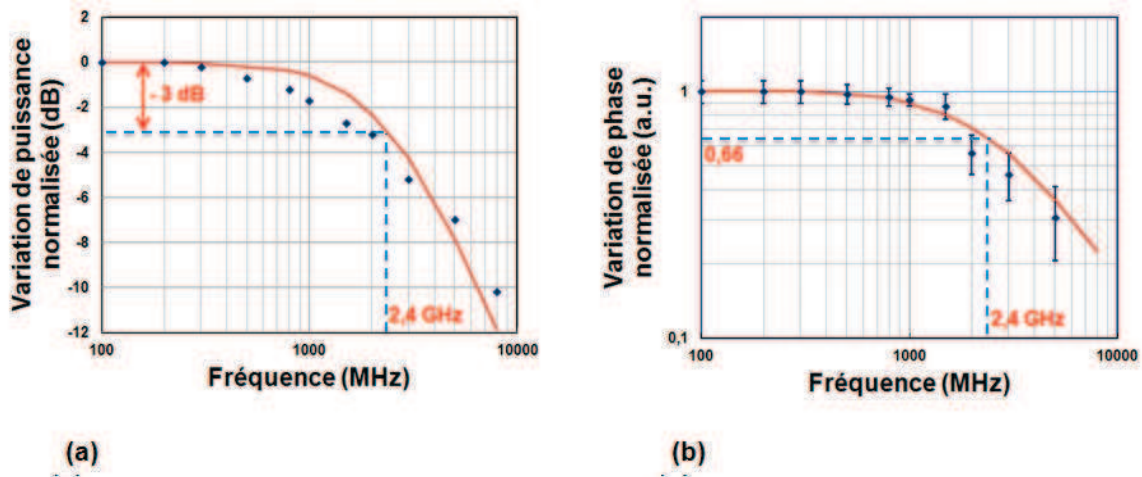 Variation de puissance
normalisée (dB)
2
0
-2
-4
-6
-8
-10
-12
- 3 dB
2,4 GHz
100
1000
10000
Fréquence (MHz)
(a)
Variation de phase
normalisée (a.u.)
1
0,1
0,66
2,4 GHz
100
1000
10000
Fréquence (MHz)
(b)